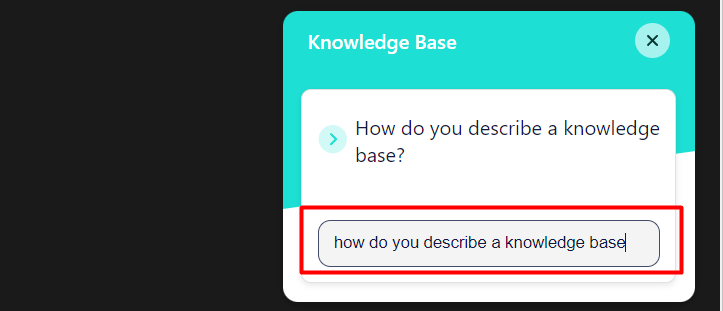 Knowledge Base
How do you describe a knowledge
base?
how do you describe a knowledge base